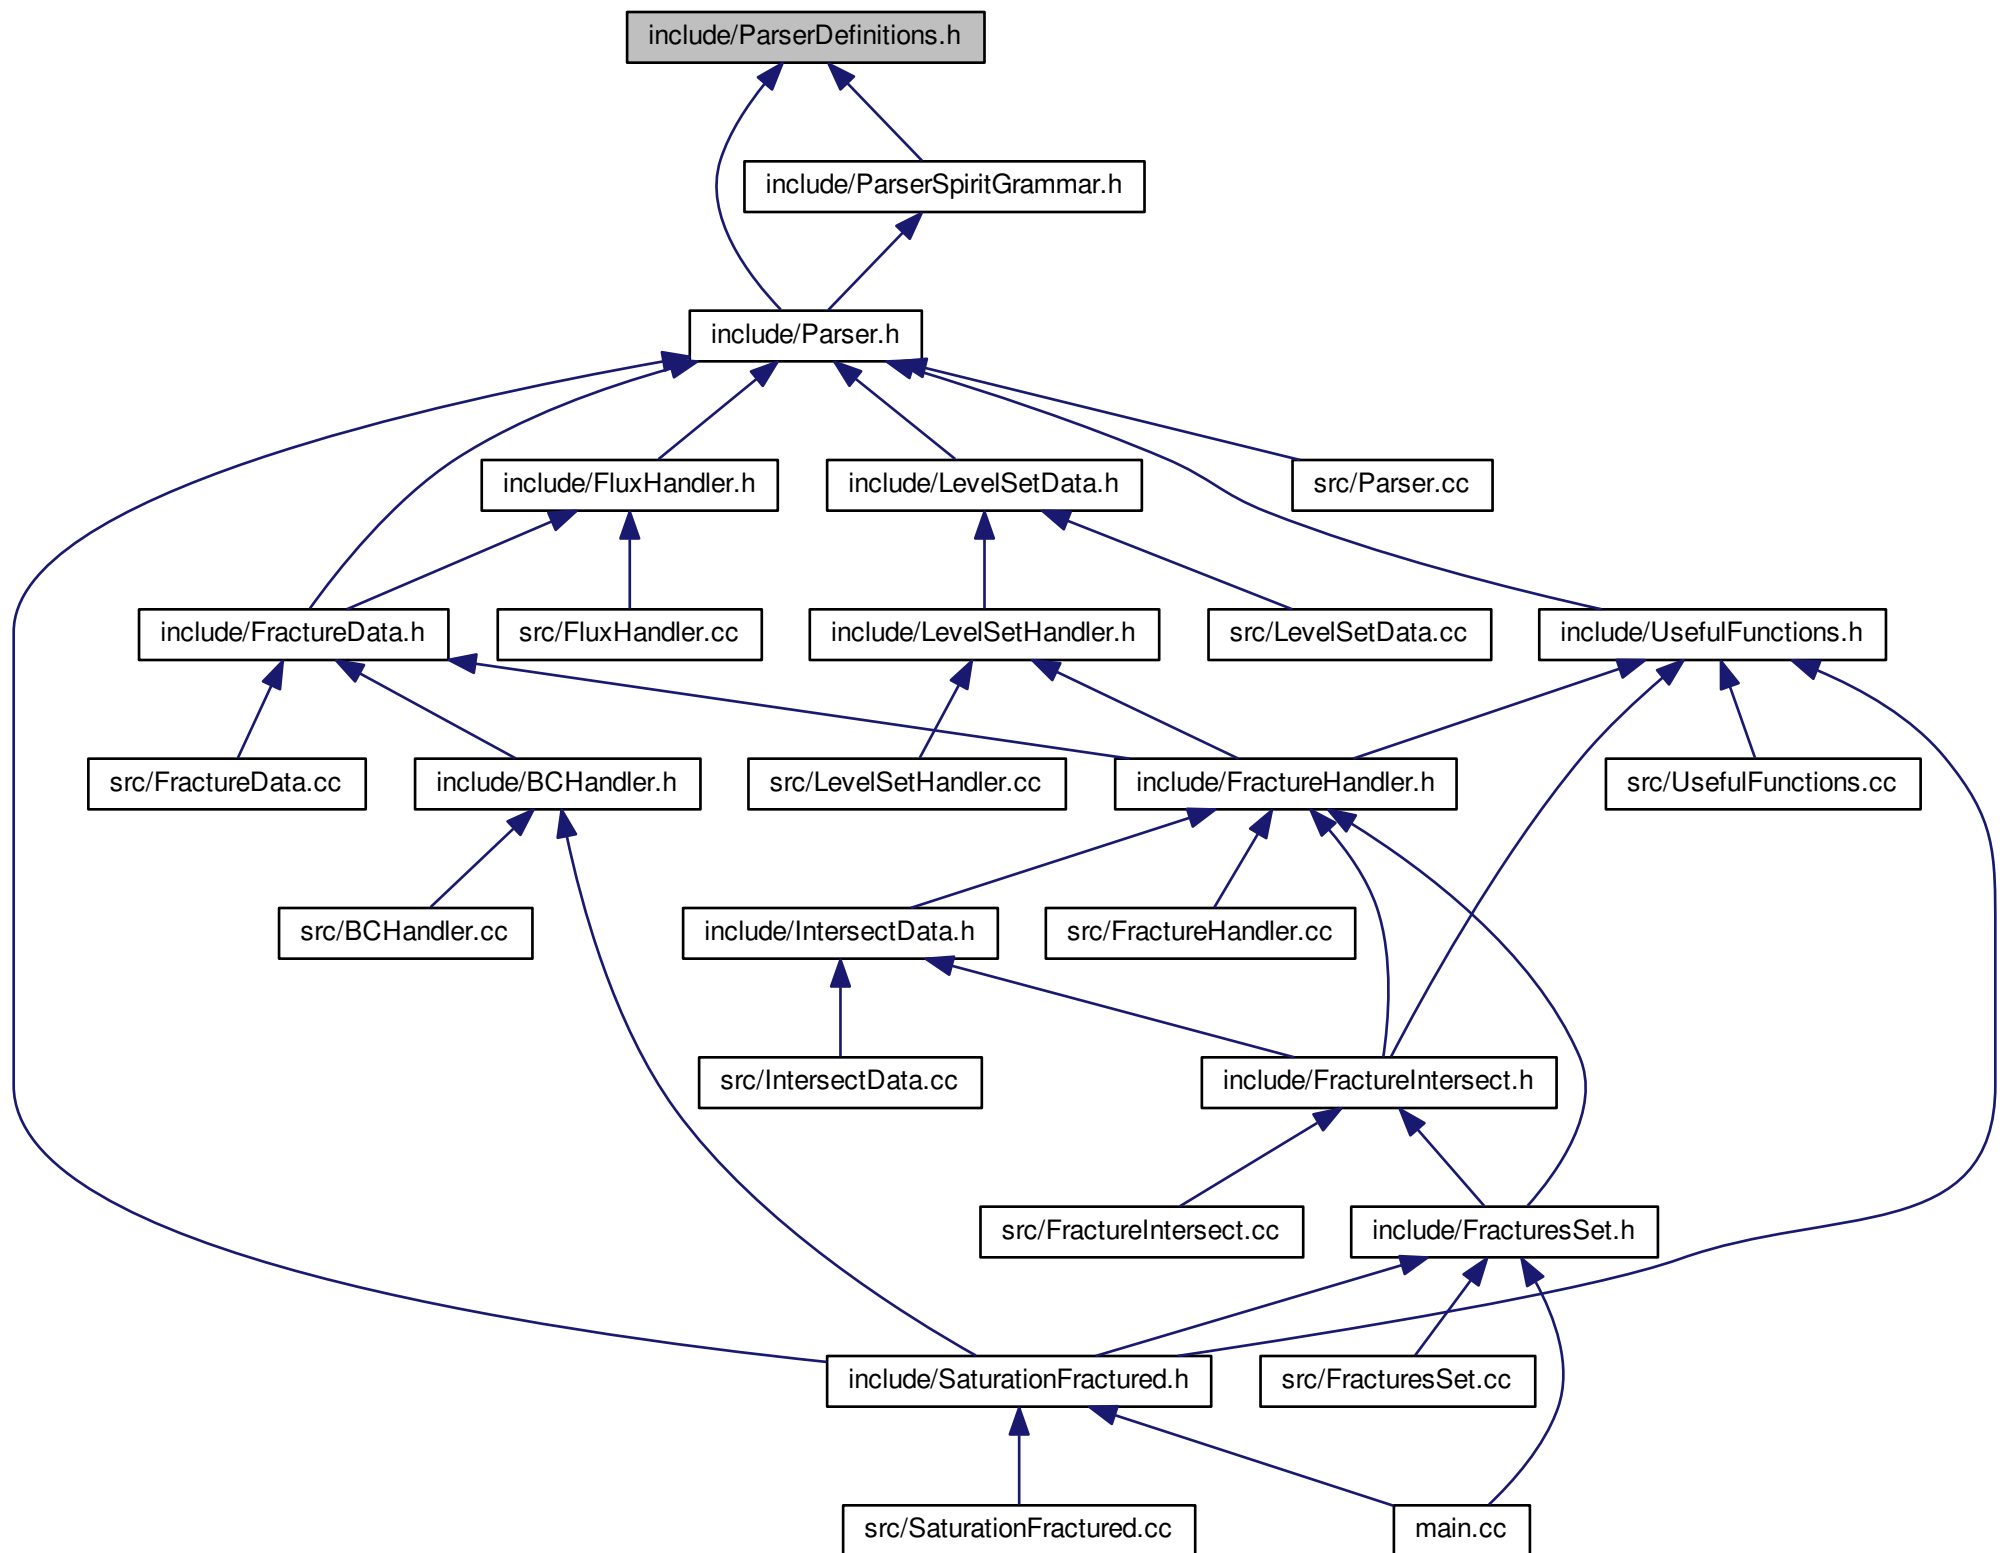 include/ParserDefinitions.h
include/ParserSpiritGrammar.h
include/Parser.h
include/FluxHandler.h
include/LevelSetData.h
src/Parser.cc
include/FractureData.h
src/FluxHandler.cc
include/LevelSetHandler.h
src/LevelSetData.cc
include/UsefulFunctions.h
src/FractureData.cc
include/BCHandler.h
src/LevelSetHandler.cc
include/FractureHandler.h
src/UsefulFunctions.cc
src/BCHandler.cc
include/IntersectData.h
src/FractureHandler.cc
src/IntersectData.cc
include/FractureIntersect.h
src/FractureIntersect.cc
include/FracturesSet.h
include/SaturationFractured.h
src/FracturesSet.cc
src/SaturationFractured.cc
main.cc